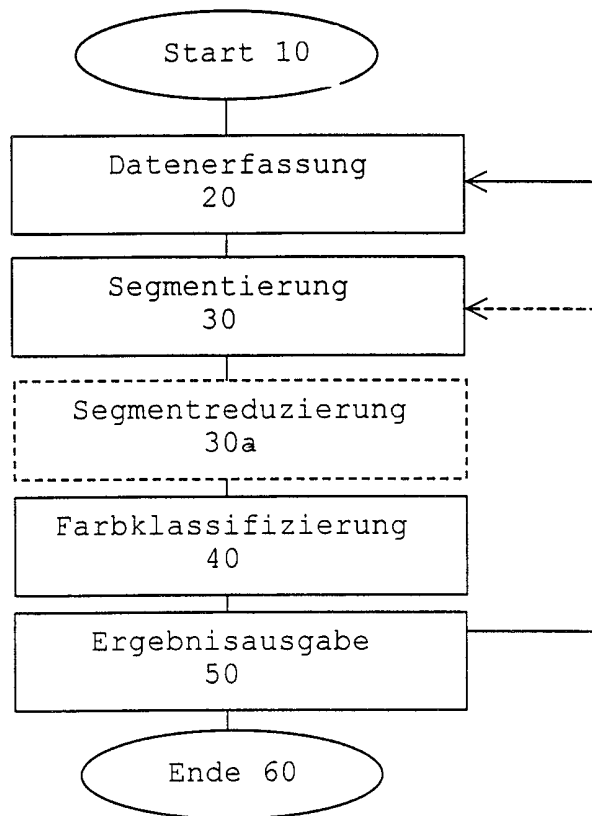 Start 10
Datenerfassung
20
Segmentierung
30
Segmentreduzierung
30a
Farbklassifizierung
40
Ergebnisausgabe
50
Ende 60